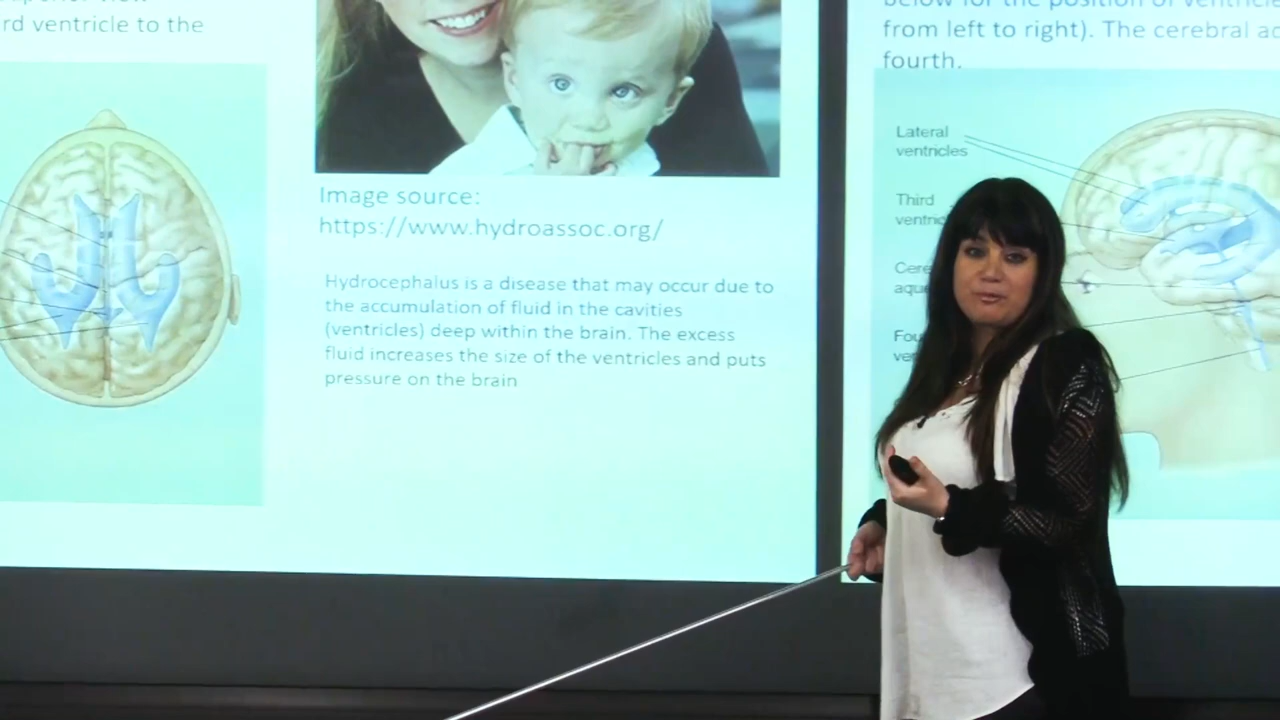 rd ventricle to the
Image source:
https://www.hydroassoc.org/
Hydrocephalus is a disease that may occur due to
the accumulation of fluid in the cavities
(ventricles) deep within the brain. The excess
fluid increases the size of the ventricles and puts
pressure on the brain
below for the position of
from left to right). The cerebral
fourth.
Lateral
ventricles
Third